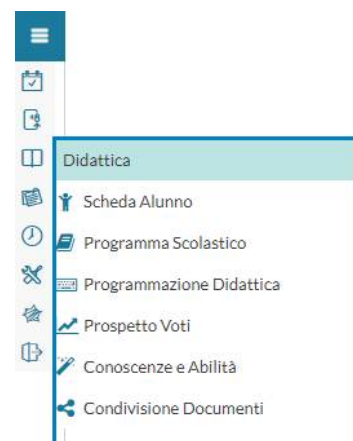 Didattica
Scheda Alunno
Programma Scolastico
Programmazione Didattica
Prospetto Voti
Conoscenze e Abilità
Condivisione Documenti